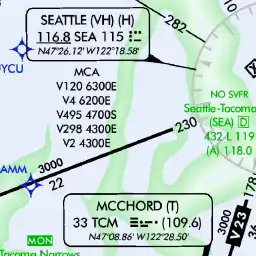 SEATTLE (VH) (H)
116.8 SEA 115
N47°26.12' W122°18.58'
282
UYCU
MCA
V120 6300E
V4 6200E
V495 4700S
V298 4300E
V2 4300E
NO SVFR
Seattle-Tacoma
(SEA) D
432 L 119
(A) 118.0
230
AMM
3000
22
178
MCCHORD (T)
33 TCM (109.6)
N47°08.86' W122°28.50'
3000
V23
MON
Tacoma Narrows